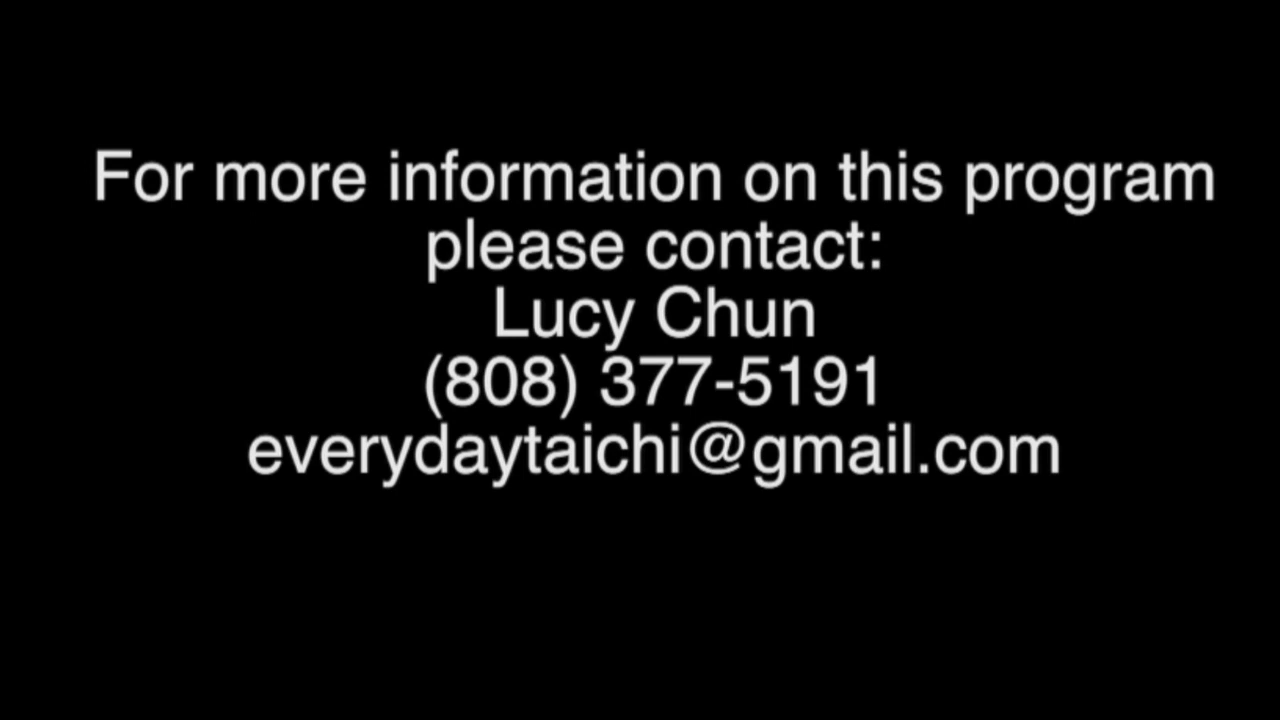 For more information on this program
please contact:
Lucy Chun
(808) 377-5191
everydaytaichi@gmail.com